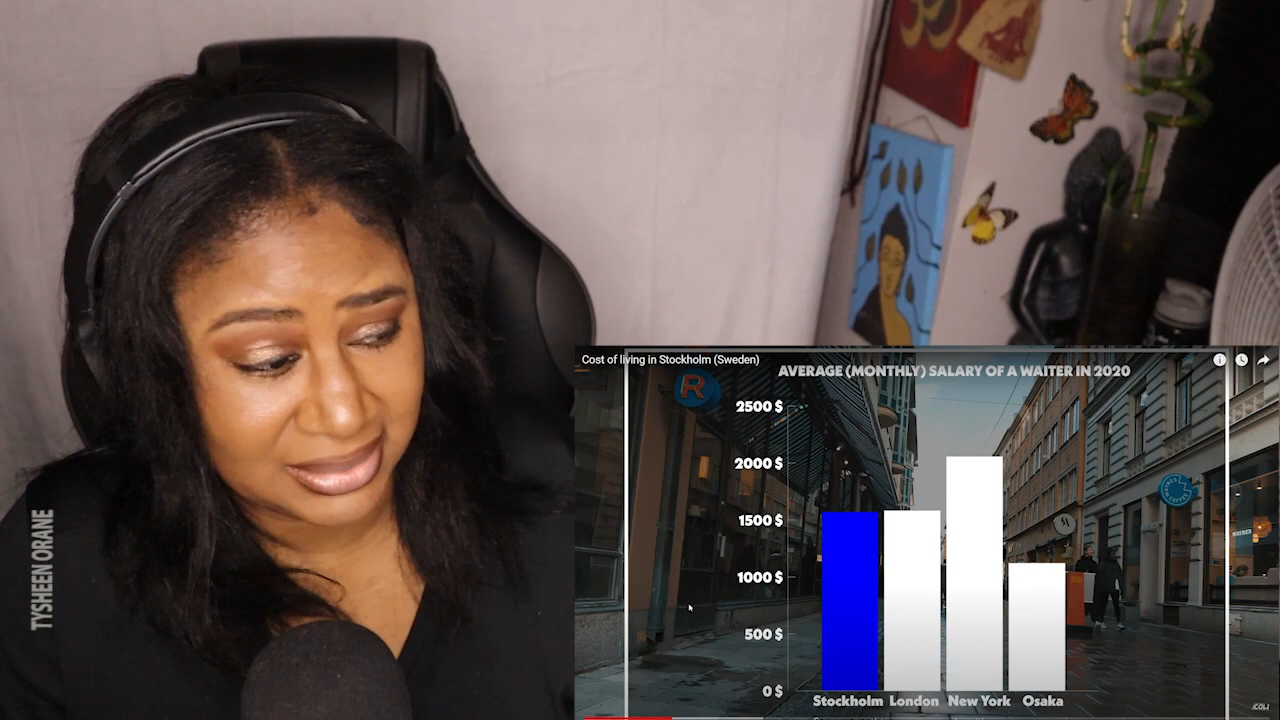 TYSHEEN ORANE
Cost of living in Stockholm (Sweden)
AVERAGE (MONTHLY) SALARY OF A WAITER IN 2020
R
2500 $
2000 $
1500 $
1000 $
500 $
0 $
Stockholm London New York Osaka